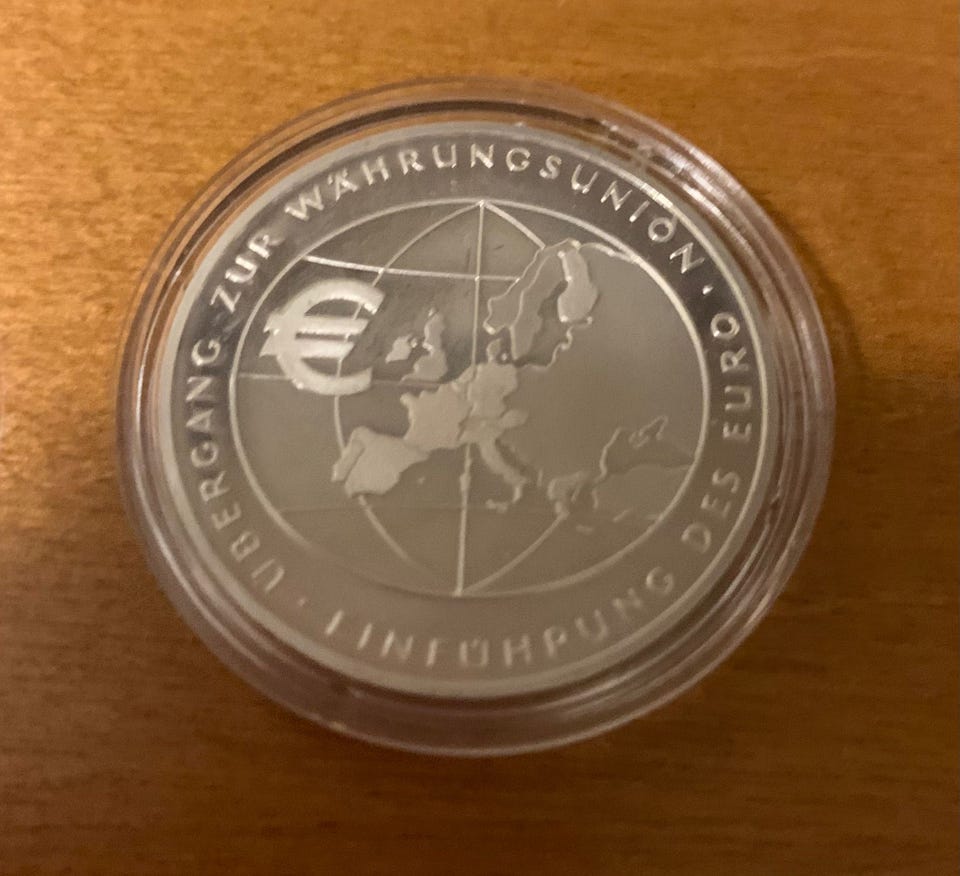 ÜBERGANG ZUR WÄHRUNGSUNION · EINFÜHRUNG DES EURO ·
€